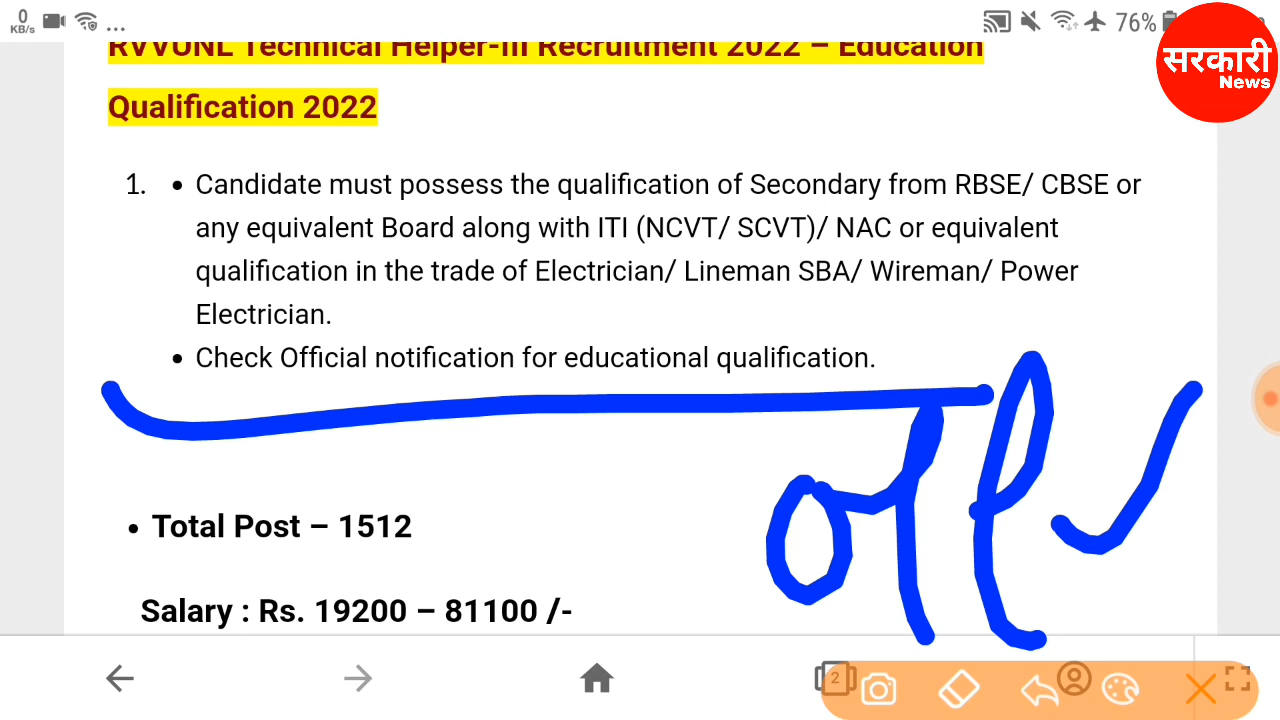 0
KB/s
...
76%
सरकारी
News
RVVUNL Technical Helper-III Recruitment 2022 – Education
Qualification 2022
1. • Candidate must possess the qualification of Secondary from RBSE/ CBSE or
any equivalent Board along with ITI (NCVT/ SCVT)/ NAC or equivalent
qualification in the trade of Electrician/ Lineman SBA/ Wireman/ Power
Electrician.
• Check Official notification for educational qualification.
• Total Post – 1512
Salary : Rs. 19200 – 81100 /-
2